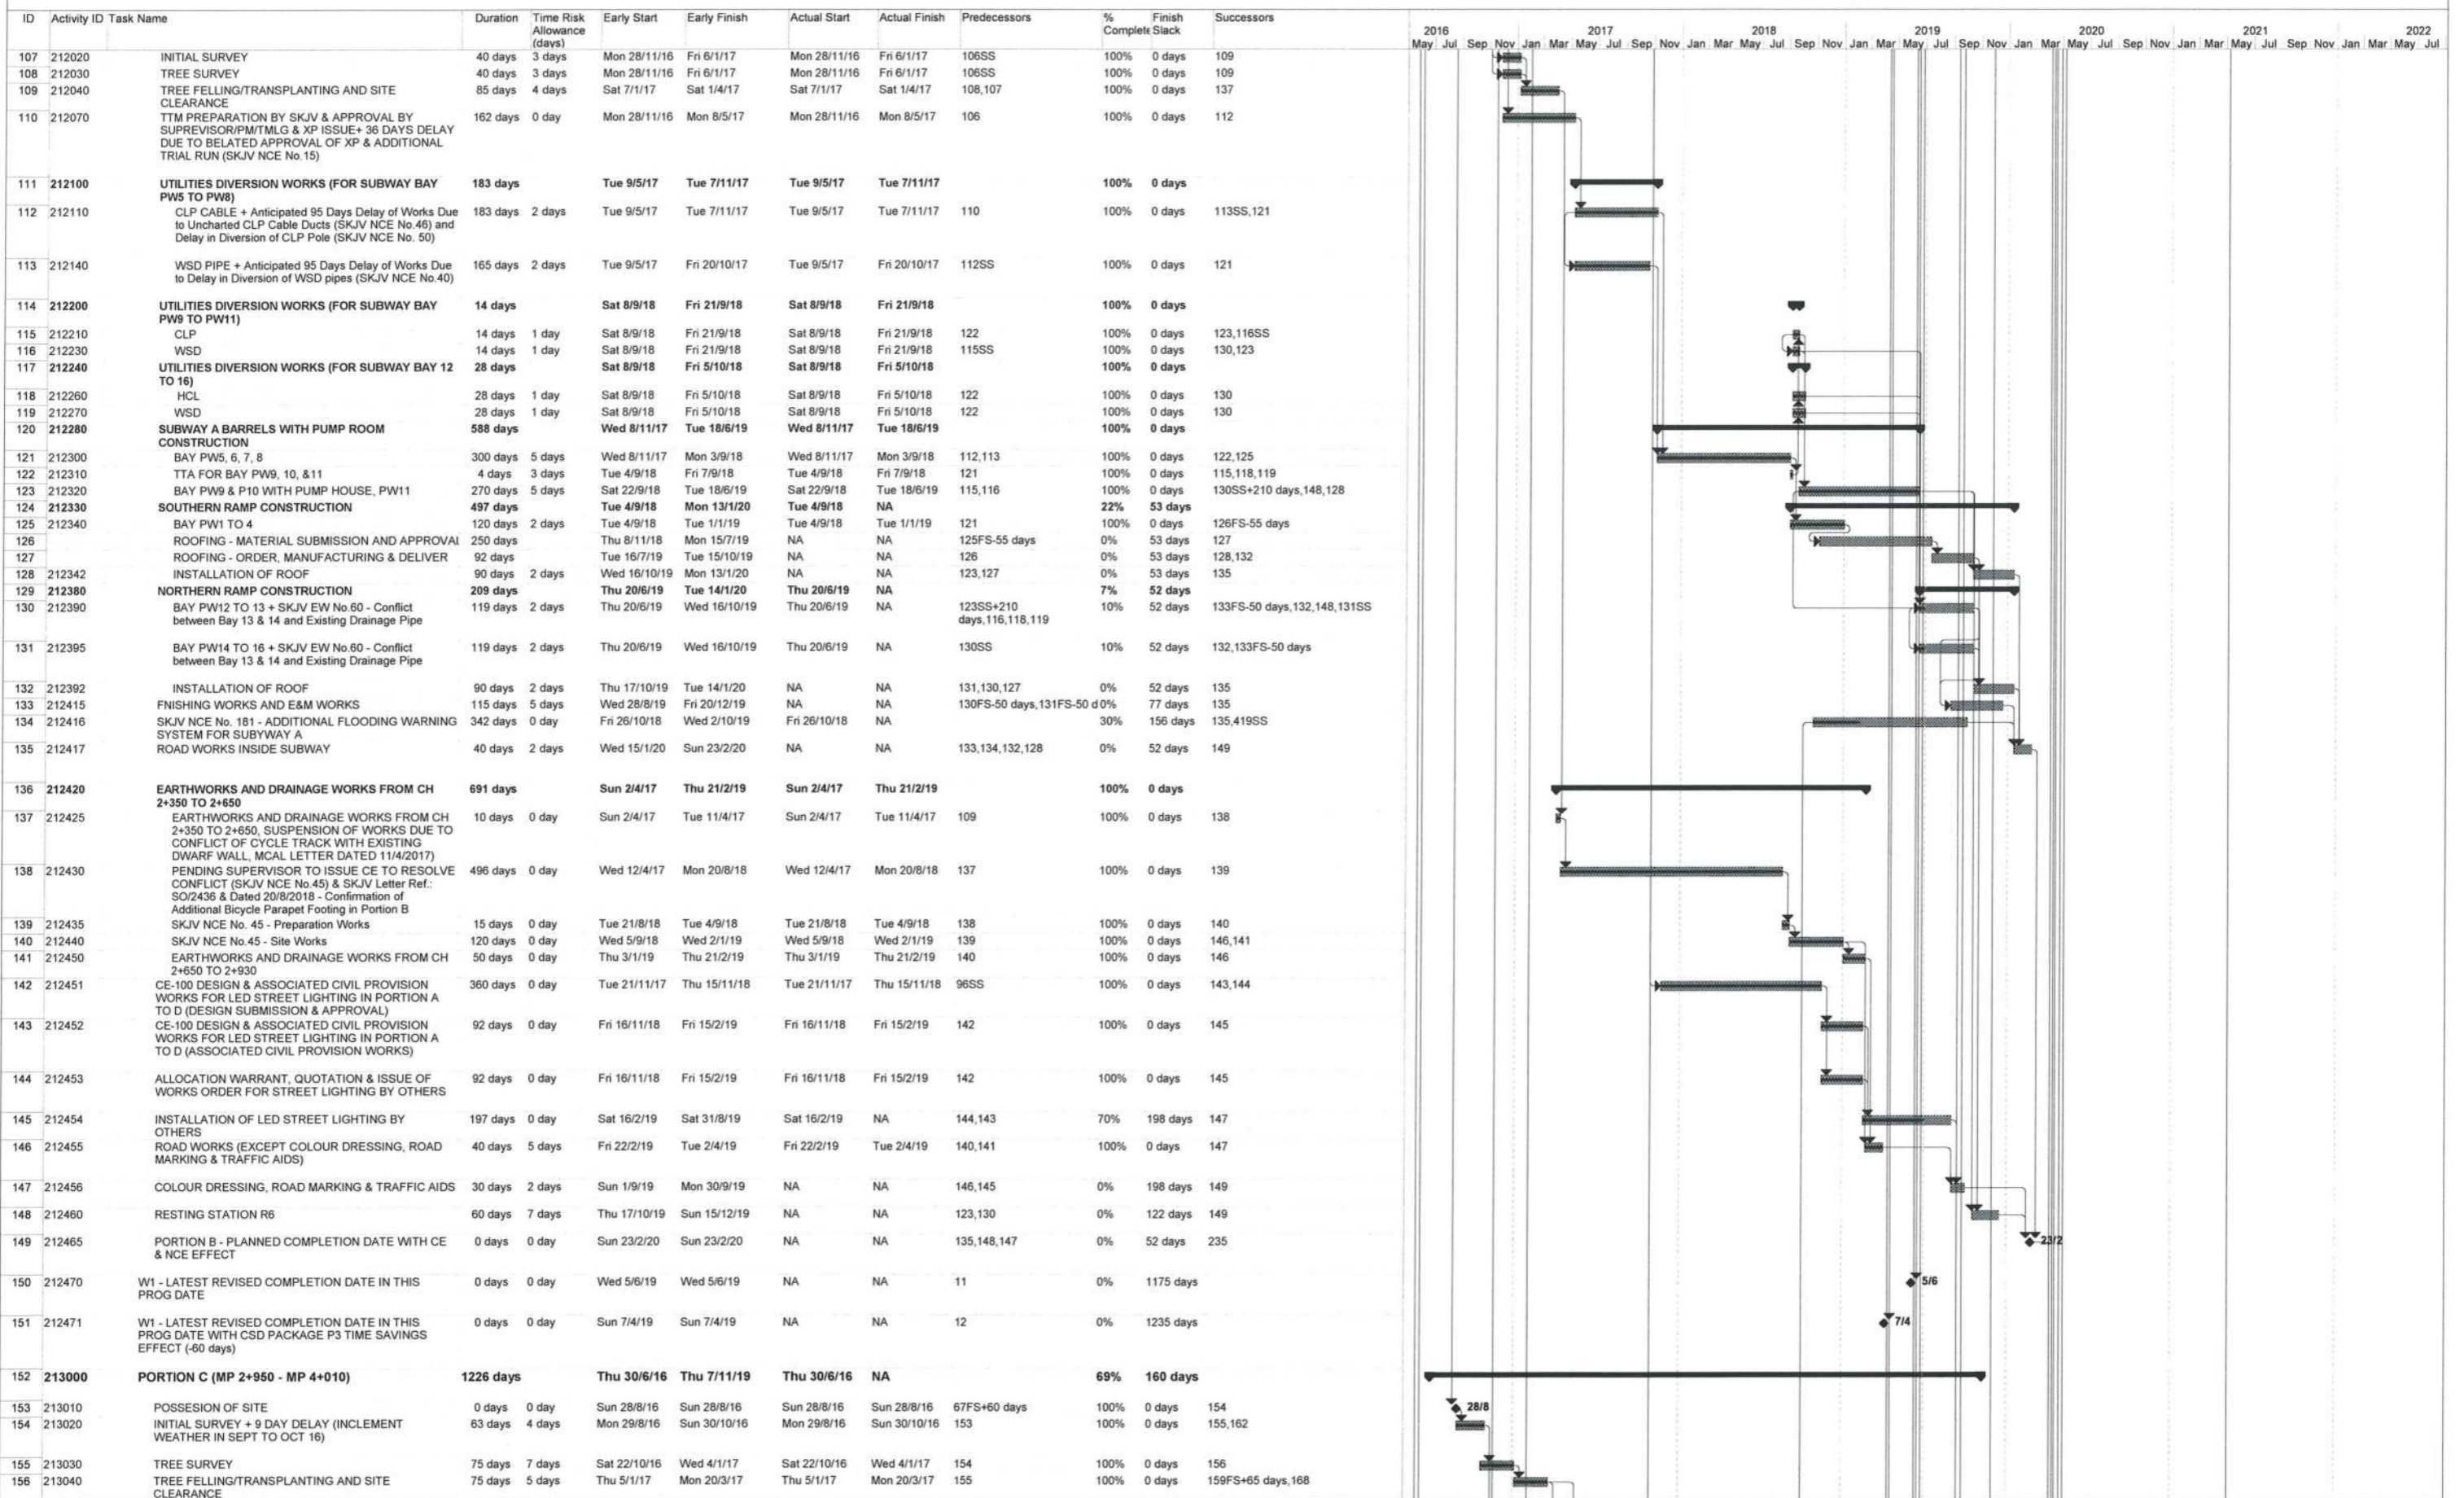 ID Activity ID Task Name Duration Time Risk Early Start Early Finish Actual Start Actual Finish Predecessors % Finish Successors
Allowance Complete Slack
(days)
2016 2017 2018 2019 2020 2021 2022
May Jul Sep Nov Jan Mar May Jul Sep Nov Jan Mar May Jul Sep Nov Jan Mar May Jul Sep Nov Jan Mar May Jul Sep Nov Jan Mar May Jul Sep Nov Jan Mar May Jul
107 212020 INITIAL SURVEY 40 days 3 days Mon 28/11/16 Fri 6/1/17 Mon 28/11/16 Fri 6/1/17 106SS 100% 0 days 109
108 212030 TREE SURVEY 40 days 3 days Mon 28/11/16 Fri 6/1/17 Mon 28/11/16 Fri 6/1/17 106SS 100% 0 days 109
109 212040 TREE FELLING/TRANSPLANTING AND SITE 85 days 4 days Sat 7/1/17 Sat 1/4/17 Sat 7/1/17 Sat 1/4/17 108,107 100% 0 days 137
CLEARANCE
110 212070 TTM PREPARATION BY SKJV & APPROVAL BY 162 days 0 day Mon 28/11/16 Mon 8/5/17 Mon 28/11/16 Mon 8/5/17 106 100% 0 days 112
SUPREVISOR/PM/TMLG & XP ISSUE+ 36 DAYS DELAY
DUE TO BELATED APPROVAL OF XP & ADDITIONAL
TRIAL RUN (SKJV NCE No.15)
111 212100 UTILITIES DIVERSION WORKS (FOR SUBWAY BAY 183 days Tue 9/5/17 Tue 7/11/17 Tue 9/5/17 Tue 7/11/17 100% 0 days
PW5 TO PW8)
112 212110 CLP CABLE + Anticipated 95 Days Delay of Works Due 183 days 2 days Tue 9/5/17 Tue 7/11/17 Tue 9/5/17 Tue 7/11/17 110 100% 0 days 113SS,121
to Uncharted CLP Cable Ducts (SKJV NCE No.46) and
Delay in Diversion of CLP Pole (SKJV NCE No. 50)
113 212140 WSD PIPE + Anticipated 95 Days Delay of Works Due 165 days 2 days Tue 9/5/17 Fri 20/10/17 Tue 9/5/17 Fri 20/10/17 112SS 100% 0 days 121
to Delay in Diversion of WSD pipes (SKJV NCE No.40)
114 212200 UTILITIES DIVERSION WORKS (FOR SUBWAY BAY 14 days Sat 8/9/18 Fri 21/9/18 Sat 8/9/18 Fri 21/9/18 100% 0 days
PW9 TO PW11)
115 212210 CLP 14 days 1 day Sat 8/9/18 Fri 21/9/18 Sat 8/9/18 Fri 21/9/18 122 100% 0 days 123,116SS
116 212230 WSD 14 days 1 day Sat 8/9/18 Fri 21/9/18 Sat 8/9/18 Fri 21/9/18 115SS 100% 0 days 130,123
117 212240 UTILITIES DIVERSION WORKS (FOR SUBWAY BAY 12 28 days Sat 8/9/18 Fri 5/10/18 Sat 8/9/18 Fri 5/10/18 100% 0 days
TO 16)
118 212260 HCL 28 days 1 day Sat 8/9/18 Fri 5/10/18 Sat 8/9/18 Fri 5/10/18 122 100% 0 days 130
119 212270 WSD 28 days 1 day Sat 8/9/18 Fri 5/10/18 Sat 8/9/18 Fri 5/10/18 122 100% 0 days 130
120 212280 SUBWAY A BARRELS WITH PUMP ROOM 588 days Wed 8/11/17 Tue 18/6/19 Wed 8/11/17 Tue 18/6/19 100% 0 days
CONSTRUCTION
121 212300 BAY PW5, 6, 7, 8 300 days 5 days Wed 8/11/17 Mon 3/9/18 Wed 8/11/17 Mon 3/9/18 112,113 100% 0 days 122,125
122 212310 TTA FOR BAY PW9, 10, &11 4 days 3 days Tue 4/9/18 Fri 7/9/18 Tue 4/9/18 Fri 7/9/18 121 100% 0 days 115,118,119
123 212320 BAY PW9 & P10 WITH PUMP HOUSE, PW11 270 days 5 days Sat 22/9/18 Tue 18/6/19 Sat 22/9/18 Tue 18/6/19 115,116 100% 0 days 130SS+210 days,148,128
124 212330 SOUTHERN RAMP CONSTRUCTION 497 days Tue 4/9/18 Mon 13/1/20 Tue 4/9/18 NA 22% 53 days
125 212340 BAY PW1 TO 4 120 days 2 days Tue 4/9/18 Tue 1/1/19 Tue 4/9/18 Tue 1/1/19 121 100% 0 days 126FS-55 days
126 ROOFING - MATERIAL SUBMISSION AND APPROVAL 250 days Thu 8/11/18 Mon 15/7/19 NA NA 125FS-55 days 0% 53 days 127
127 ROOFING - ORDER, MANUFACTURING & DELIVER 92 days Tue 16/7/19 Tue 15/10/19 NA NA 126 0% 53 days 128,132
128 212342 INSTALLATION OF ROOF 90 days 2 days Wed 16/10/19 Mon 13/1/20 NA NA 123,127 0% 53 days 135
129 212380 NORTHERN RAMP CONSTRUCTION 209 days Thu 20/6/19 Tue 14/1/20 Thu 20/6/19 NA 7% 52 days
130 212390 BAY PW12 TO 13 + SKJV EW No.60 - Conflict 119 days 2 days Thu 20/6/19 Wed 16/10/19 Thu 20/6/19 NA 123SS+210 10% 52 days 133FS-50 days,132,148,131SS
between Bay 13 & 14 and Existing Drainage Pipe days,116,118,119
131 212395 BAY PW14 TO 16 + SKJV EW No.60 - Conflict 119 days 2 days Thu 20/6/19 Wed 16/10/19 Thu 20/6/19 NA 130SS 10% 52 days 132,133FS-50 days
between Bay 13 & 14 and Existing Drainage Pipe
132 212392 INSTALLATION OF ROOF 90 days 2 days Thu 17/10/19 Tue 14/1/20 NA NA 131,130,127 0% 52 days 135
133 212415 FNISHING WORKS AND E&M WORKS 115 days 5 days Wed 28/8/19 Fri 20/12/19 NA NA 130FS-50 days,131FS-50 d 0% 77 days 135
134 212416 SKJV NCE No. 181 - ADDITIONAL FLOODING WARNING 342 days 0 day Fri 26/10/18 Wed 2/10/19 Fri 26/10/18 NA 30% 156 days 135,419SS
SYSTEM FOR SUBYWAY A
135 212417 ROAD WORKS INSIDE SUBWAY 40 days 2 days Wed 15/1/20 Sun 23/2/20 NA NA 133,134,132,128 0% 52 days 149
136 212420 EARTHWORKS AND DRAINAGE WORKS FROM CH 691 days Sun 2/4/17 Thu 21/2/19 Sun 2/4/17 Thu 21/2/19 100% 0 days
2+350 TO 2+650
137 212425 EARTHWORKS AND DRAINAGE WORKS FROM CH 10 days 0 day Sun 2/4/17 Tue 11/4/17 Sun 2/4/17 Tue 11/4/17 109 100% 0 days 138
2+350 TO 2+650, SUSPENSION OF WORKS DUE TO
CONFLICT OF CYCLE TRACK WITH EXISTING
DWARF WALL, MCAL LETTER DATED 11/4/2017)
138 212430 PENDING SUPERVISOR TO ISSUE CE TO RESOLVE 496 days 0 day Wed 12/4/17 Mon 20/8/18 Wed 12/4/17 Mon 20/8/18 137 100% 0 days 139
CONFLICT (SKJV NCE No.45) & SKJV Letter Ref.:
SO/2436 & Dated 20/8/2018 - Confirmation of
Additional Bicycle Parapet Footing in Portion B
139 212435 SKJV NCE No. 45 - Preparation Works 15 days 0 day Tue 21/8/18 Tue 4/9/18 Tue 21/8/18 Tue 4/9/18 138 100% 0 days 140
140 212440 SKJV NCE No.45 - Site Works 120 days 0 day Wed 5/9/18 Wed 2/1/19 Wed 5/9/18 Wed 2/1/19 139 100% 0 days 146,141
141 212450 EARTHWORKS AND DRAINAGE WORKS FROM CH 50 days 0 day Thu 3/1/19 Thu 21/2/19 Thu 3/1/19 Thu 21/2/19 140 100% 0 days 146
2+650 TO 2+930
142 212451 CE-100 DESIGN & ASSOCIATED CIVIL PROVISION 360 days 0 day Tue 21/11/17 Thu 15/11/18 Tue 21/11/17 Thu 15/11/18 96SS 100% 0 days 143,144
WORKS FOR LED STREET LIGHTING IN PORTION A
TO D (DESIGN SUBMISSION & APPROVAL)
143 212452 CE-100 DESIGN & ASSOCIATED CIVIL PROVISION 92 days 0 day Fri 16/11/18 Fri 15/2/19 Fri 16/11/18 Fri 15/2/19 142 100% 0 days 145
WORKS FOR LED STREET LIGHTING IN PORTION A
TO D (ASSOCIATED CIVIL PROVISION WORKS)
144 212453 ALLOCATION WARRANT, QUOTATION & ISSUE OF 92 days 0 day Fri 16/11/18 Fri 15/2/19 Fri 16/11/18 Fri 15/2/19 142 100% 0 days 145
WORKS ORDER FOR STREET LIGHTING BY OTHERS
145 212454 INSTALLATION OF LED STREET LIGHTING BY 197 days 0 day Sat 16/2/19 Sat 31/8/19 Sat 16/2/19 NA 144,143 70% 198 days 147
OTHERS
146 212455 ROAD WORKS (EXCEPT COLOUR DRESSING, ROAD 40 days 5 days Fri 22/2/19 Tue 2/4/19 Fri 22/2/19 Tue 2/4/19 140,141 100% 0 days 147
MARKING & TRAFFIC AIDS)
147 212456 COLOUR DRESSING, ROAD MARKING & TRAFFIC AIDS 30 days 2 days Sun 1/9/19 Mon 30/9/19 NA NA 146,145 0% 198 days 149
148 212460 RESTING STATION R6 60 days 7 days Thu 17/10/19 Sun 15/12/19 NA NA 123,130 0% 122 days 149
149 212465 PORTION B - PLANNED COMPLETION DATE WITH CE 0 days 0 day Sun 23/2/20 Sun 23/2/20 NA NA 135,148,147 0% 52 days 235 23/2
& NCE EFFECT
150 212470 W1 - LATEST REVISED COMPLETION DATE IN THIS 0 days 0 day Wed 5/6/19 Wed 5/6/19 NA NA 11 0% 1175 days 5/6
PROG DATE
151 212471 W1 - LATEST REVISED COMPLETION DATE IN THIS 0 days 0 day Sun 7/4/19 Sun 7/4/19 NA NA 12 0% 1235 days 7/4
PROG DATE WITH CSD PACKAGE P3 TIME SAVINGS
EFFECT (-60 days)
152 213000 PORTION C (MP 2+950 - MP 4+010) 1226 days Thu 30/6/16 Thu 7/11/19 Thu 30/6/16 NA 69% 160 days
153 213010 POSSESION OF SITE 0 days 0 day Sun 28/8/16 Sun 28/8/16 Sun 28/8/16 Sun 28/8/16 67FS+60 days 100% 0 days 154 28/8
154 213020 INITIAL SURVEY + 9 DAY DELAY (INCLEMENT 63 days 4 days Mon 29/8/16 Sun 30/10/16 Mon 29/8/16 Sun 30/10/16 153 100% 0 days 155,162
WEATHER IN SEPT TO OCT 16)
155 213030 TREE SURVEY 75 days 7 days Sat 22/10/16 Wed 4/1/17 Sat 22/10/16 Wed 4/1/17 154 100% 0 days 156
156 213040 TREE FELLING/TRANSPLANTING AND SITE 75 days 5 days Thu 5/1/17 Mon 20/3/17 Thu 5/1/17 Mon 20/3/17 155 100% 0 days 159FS+65 days,168
CLEARANCE